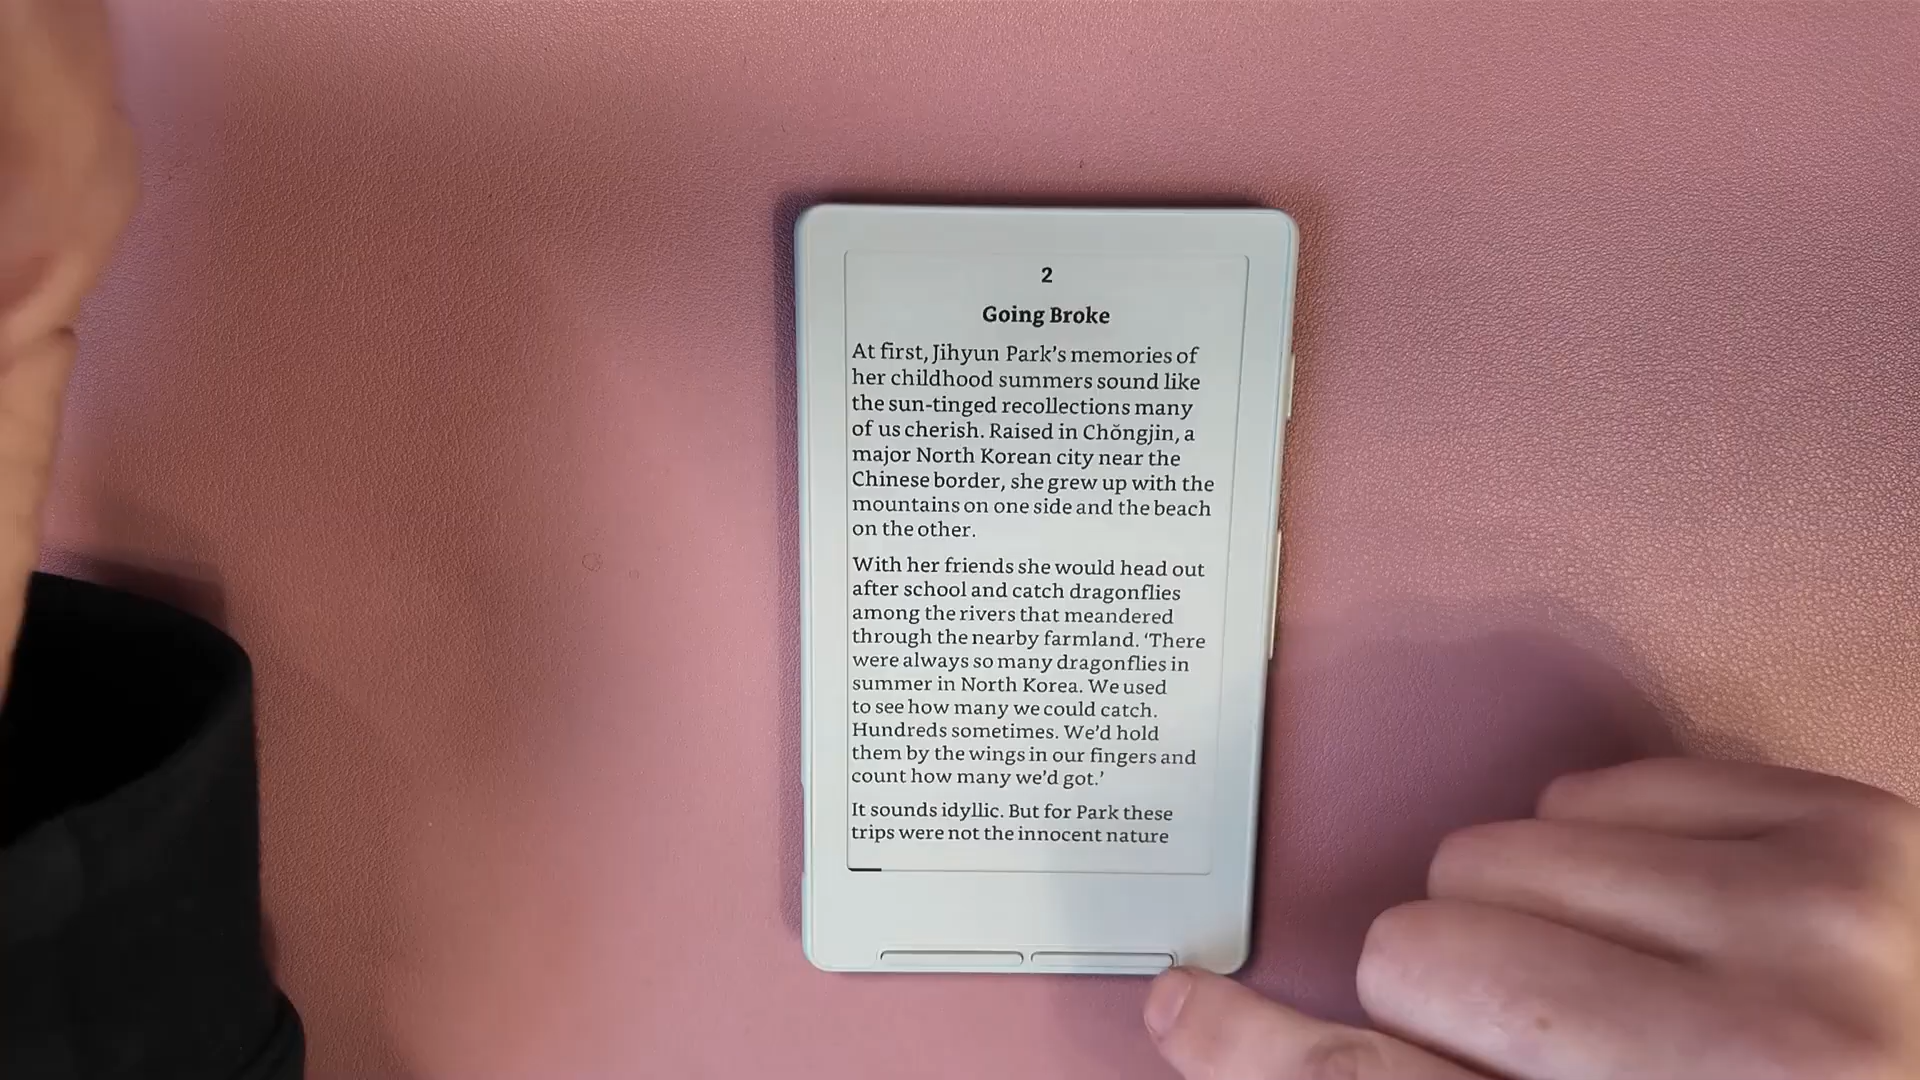 2
Going Broke
At first, Jihyun Park’s memories of
her childhood summers sound like
the sun-tinged recollections many
of us cherish. Raised in Chŏngjin, a
major North Korean city near the
Chinese border, she grew up with the
mountains on one side and the beach
on the other.
With her friends she would head out
after school and catch dragonflies
among the rivers that meandered
through the nearby farmland. ‘There
were always so many dragonflies in
summer in North Korea. We used
to see how many we could catch.
Hundreds sometimes. We’d hold
them by the wings in our fingers and
count how many we’d got.’
It sounds idyllic. But for Park these
trips were not the innocent nature